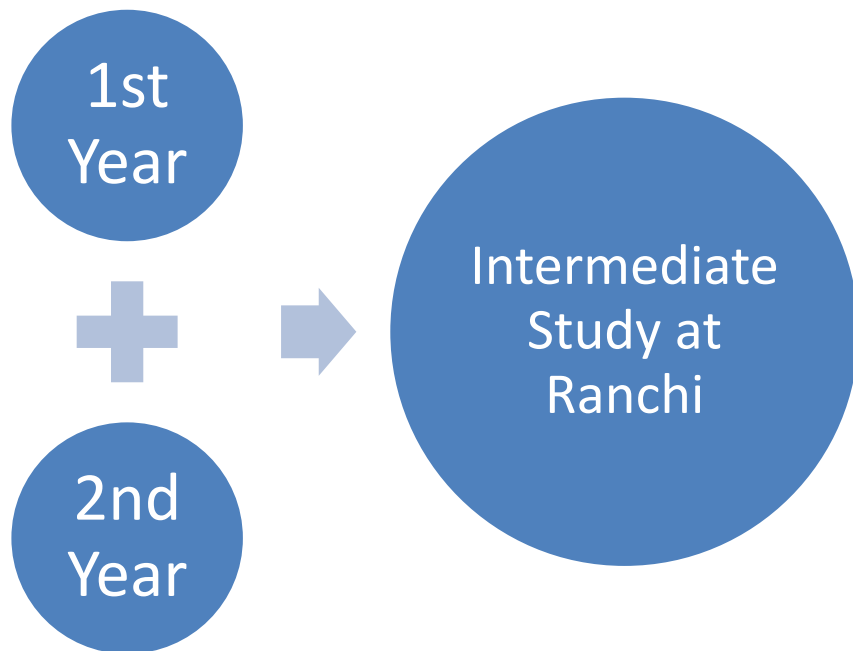 1st
Year
2nd
Year
Intermediate
Study at
Ranchi